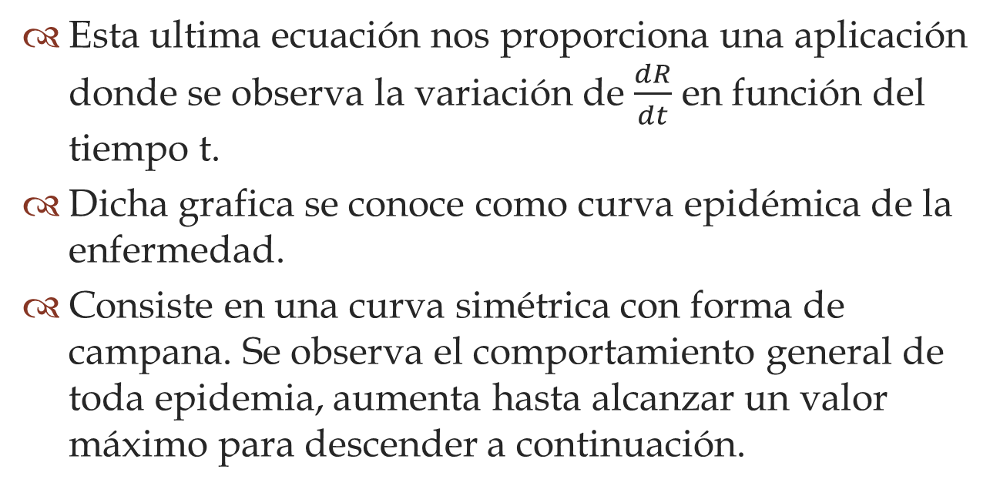 Esta ultima ecuación nos proporciona una aplicación
donde se observa la variación de dR/dt en función del
tiempo t.
Dicha grafica se conoce como curva epidémica de la
enfermedad.
Consiste en una curva simétrica con forma de
campana. Se observa el comportamiento general de
toda epidemia, aumenta hasta alcanzar un valor
máximo para descender a continuación.